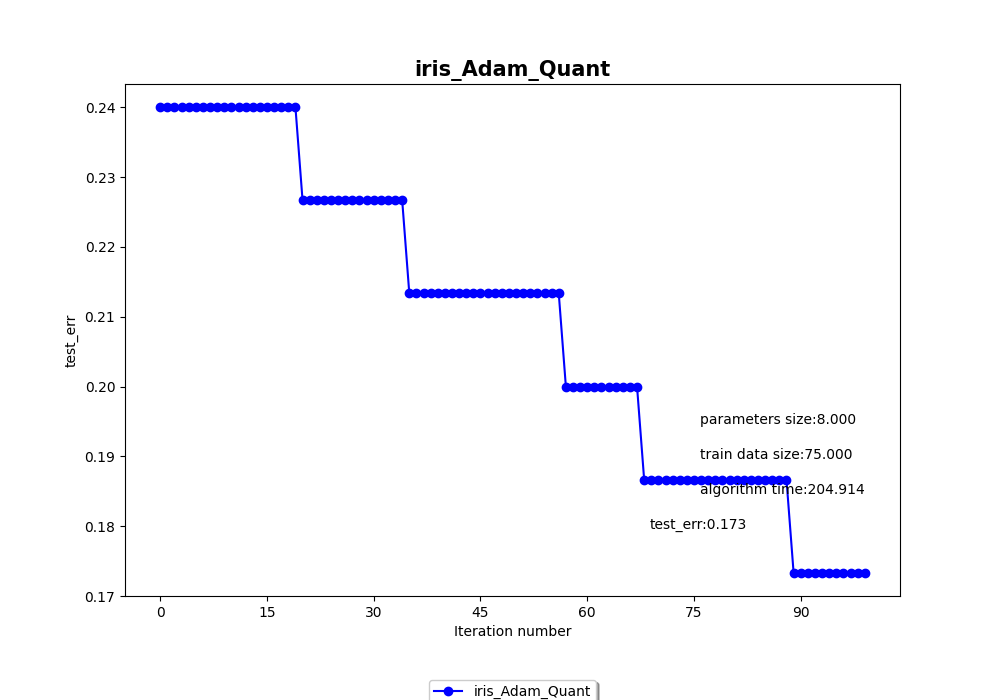 iris_Adam_Quant
0.24
0.23
0.22
0.21
0.20
0.19
0.18
0.17
test_err
parameters size:8.000
train data size:75.000
algorithm time:204.914
test_err:0.173
0 15 30 45 60 75 90
Iteration number
iris_Adam_Quant